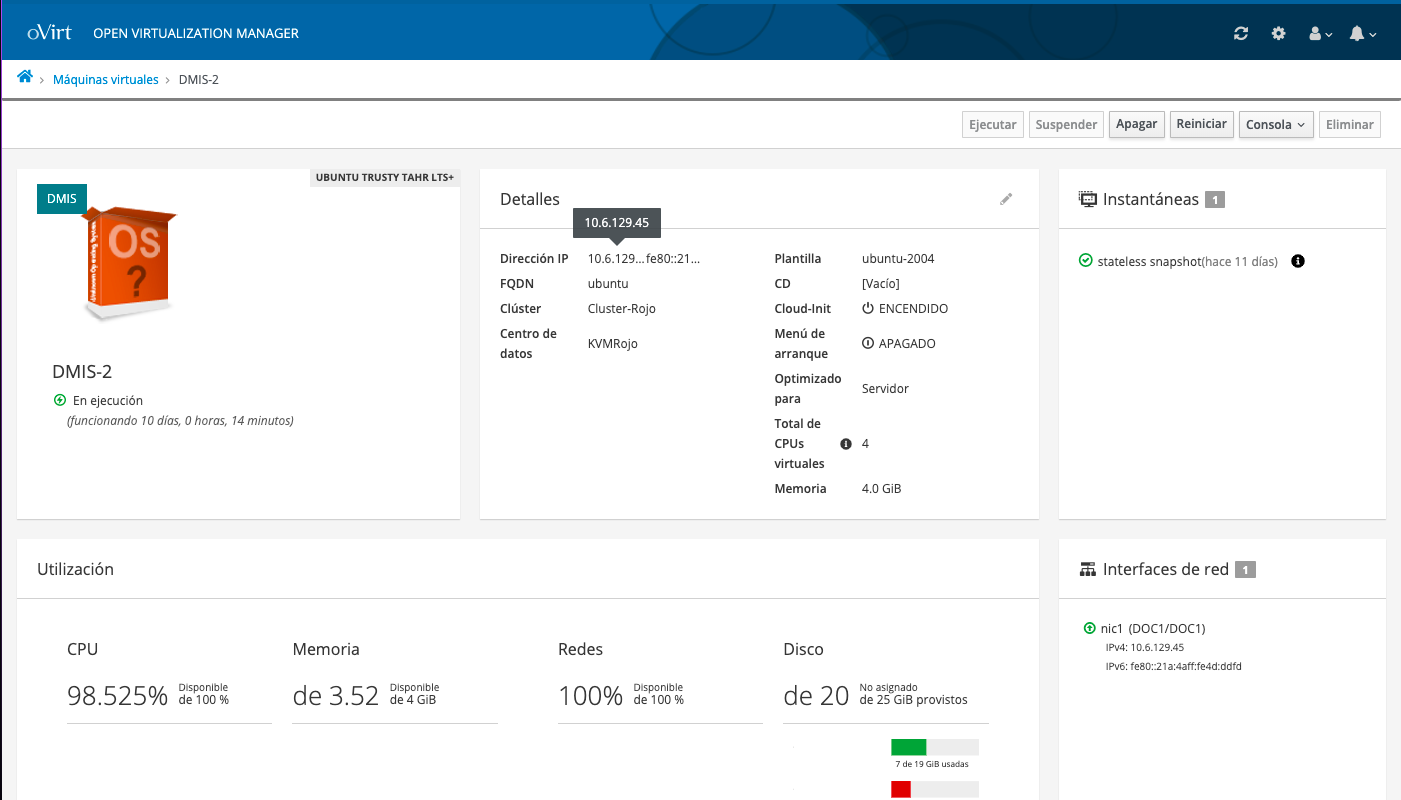 oVirt OPEN VIRTUALIZATION MANAGER
Máquinas virtuales DMIS-2
Ejecutar Suspender Apagar Reiniciar Consola Eliminar
UBUNTU TRUSTY TAHR LTS+
DMIS
OS
?
Unknown Operating System
DMIS-2
En ejecución
(funcionando 10 días, 0 horas, 14 minutos)
Detalles
10.6.129.45
Dirección IP 10.6.129... fe80::21...
FQDN ubuntu
Clúster Cluster-Rojo
Centro de datos KVMRojo
Plantilla ubuntu-2004
CD [Vacío]
Cloud-Init ENCENDIDO
Menú de arranque APAGADO
Optimizado para Servidor
Total de CPUs virtuales 4
Memoria 4.0 GiB
Instantáneas 1
stateless snapshot(hace 11 días)
Utilización
CPU
98.525% Disponible de 100 %
Memoria
de 3.52 Disponible de 4 GiB
Redes
100% Disponible de 100 %
Disco
de 20 No asignado de 25 GiB provistos
7 de 19 GiB usadas
Interfaces de red 1
nic1 (DOC1/DOC1)
IPv4: 10.6.129.45
IPv6: fe80::21a:4aff:fe4d:ddfd